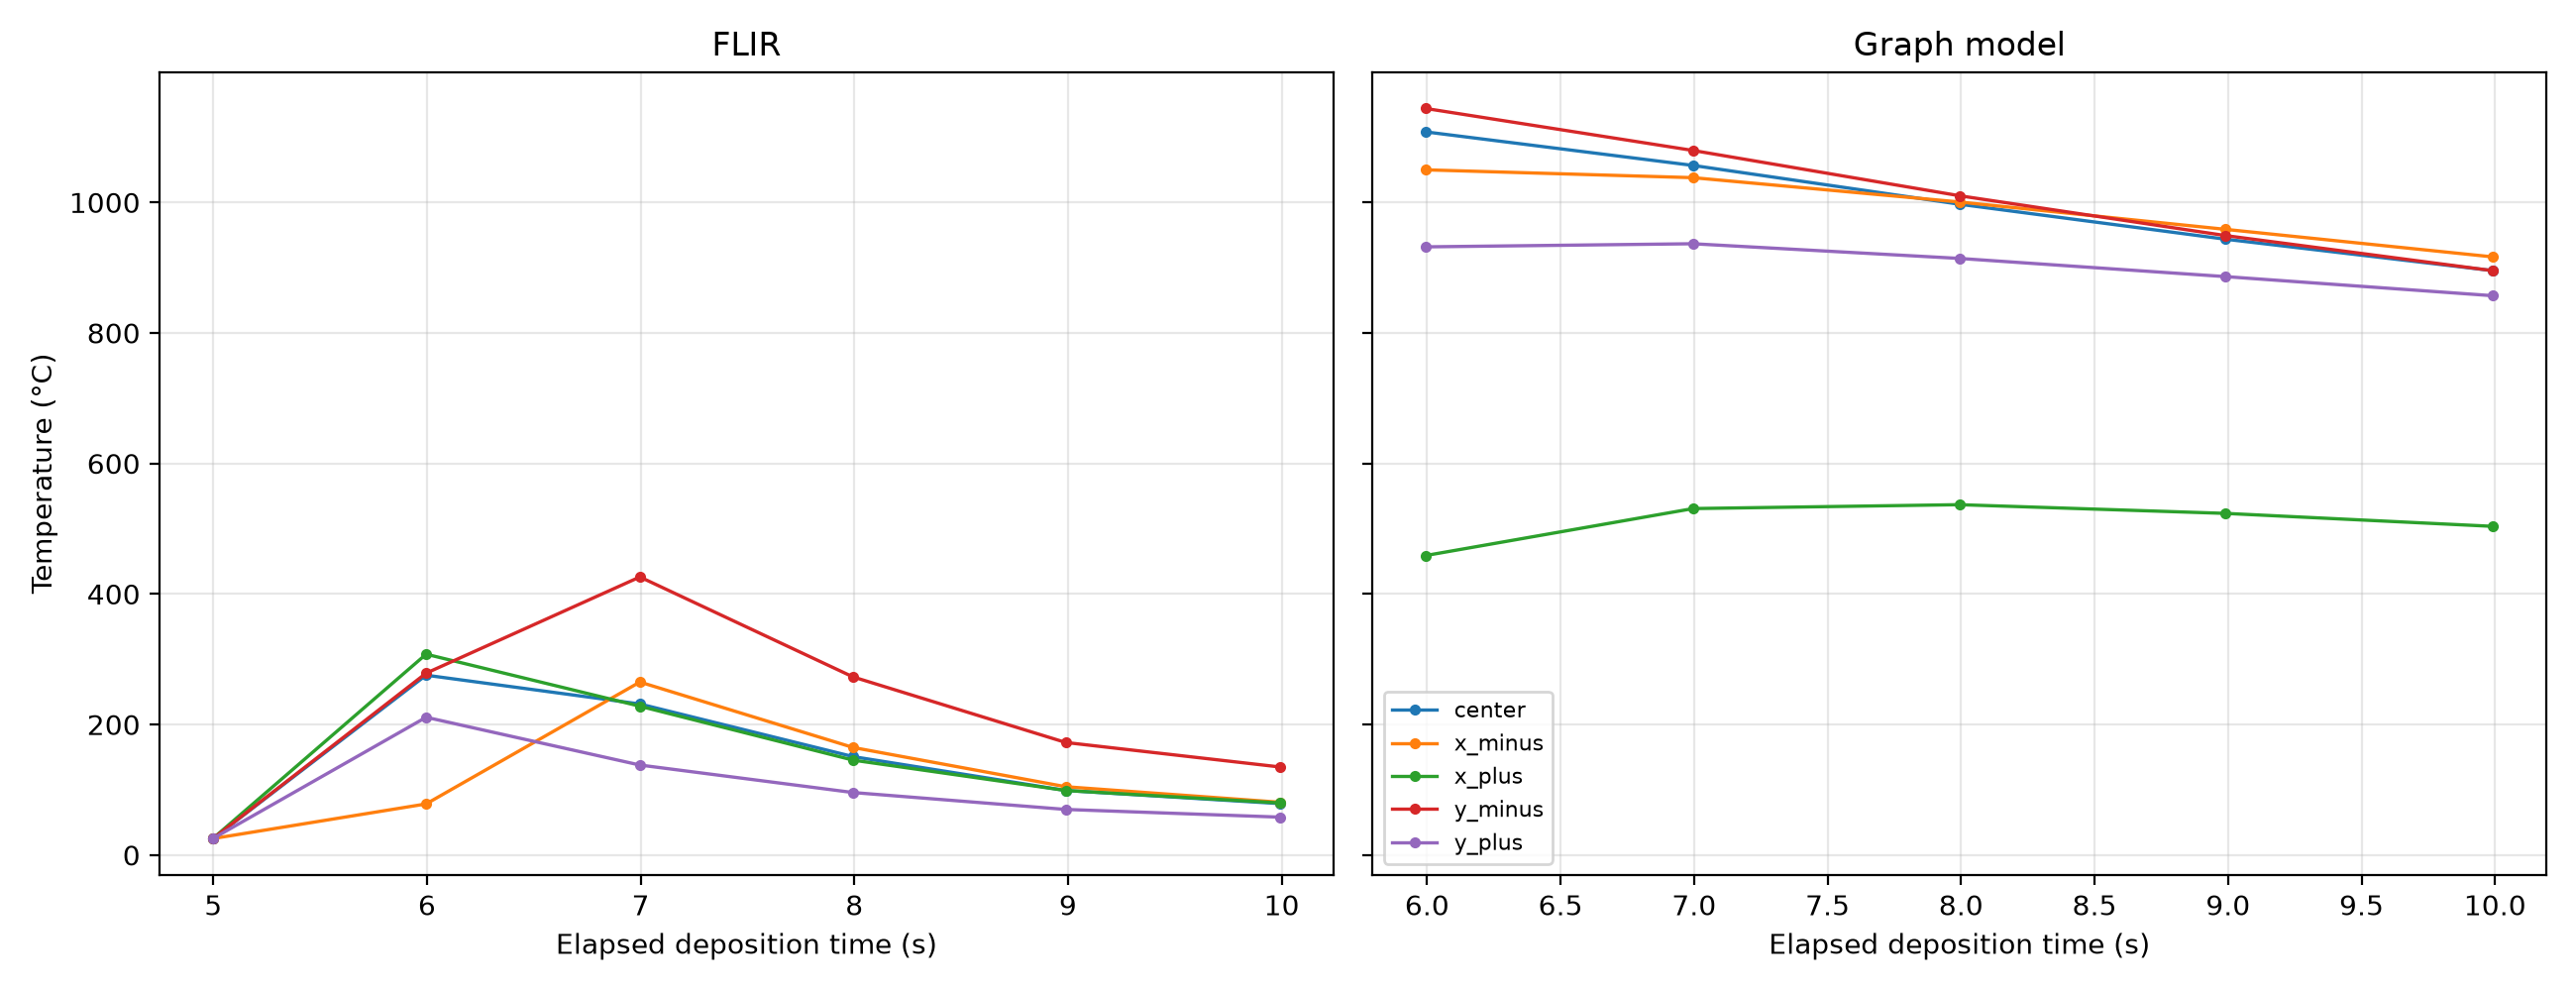 FLIR
Graph model
Temperature (°C)
1000
800
600
400
200
0
5 6 7 8 9 10
Elapsed deposition time (s)
center
x_minus
x_plus
y_minus
y_plus
6.0 6.5 7.0 7.5 8.0 8.5 9.0 9.5 10.0
Elapsed deposition time (s)